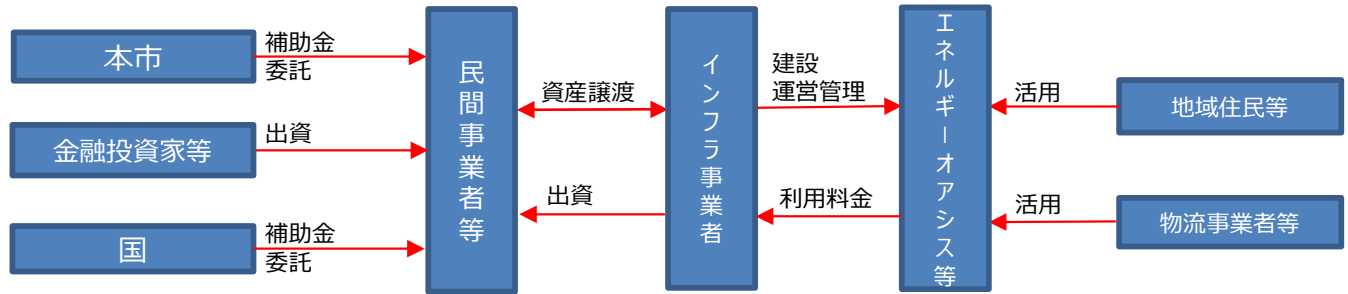 本市
補助金
委託
金融投資家等
出資
国
補助金
委託
民間事業者等
資産譲渡
出資
インフラ事業者
建設
運営管理
利用料金
エネルギーオアシス等
活用
活用
地域住民等
物流事業者等